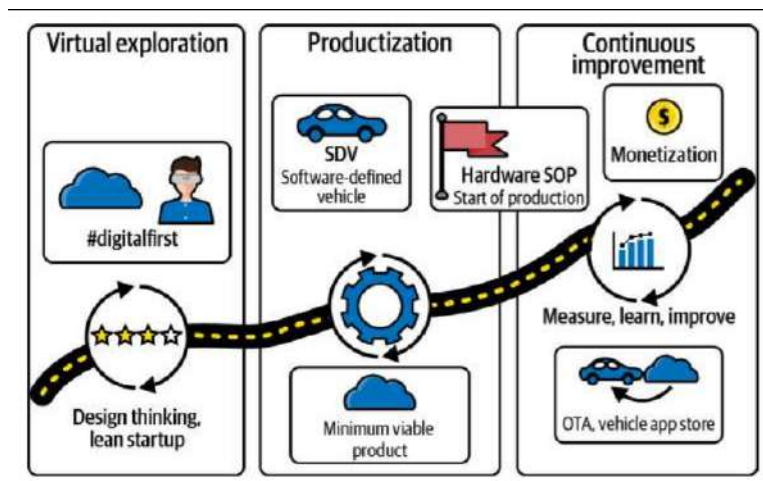 Virtual exploration
#digitalfirst
Design thinking,
lean startup
Productization
SDV
Software-defined
vehicle
Hardware SOP
Start of production
Minimum viable
product
Continuous
improvement
$
Monetization
Measure, learn, improve
OTA, vehicle app store